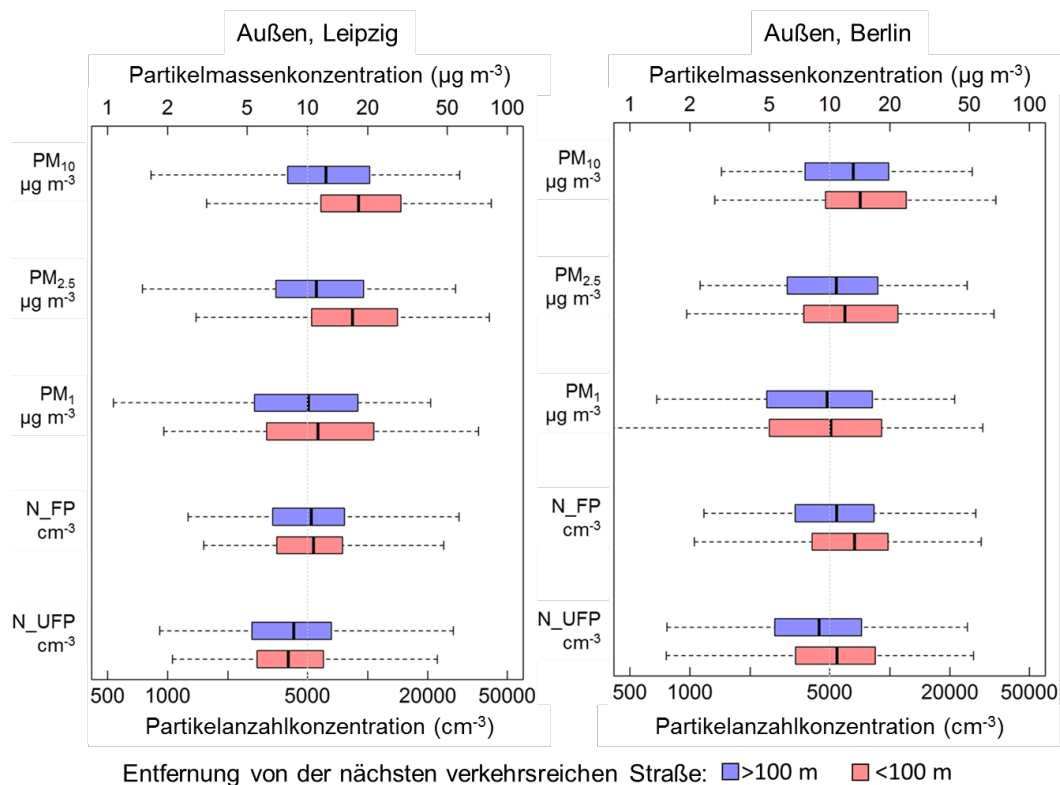 Außen, Leipzig
Partikelmassenkonzentration (µg m-3)
1 2 5 10 20 50 100
PM10
µg m-3
PM2.5
µg m-3
PM1
µg m-3
N_FP
cm-3
N_UFP
cm-3
500 1000 5000 20000 50000
Partikelanzahlkonzentration (cm-3)
Außen, Berlin
Partikelmassenkonzentration (µg m-3)
1 2 5 10 20 50 100
PM10
µg m-3
PM2.5
µg m-3
PM1
µg m-3
N_FP
cm-3
N_UFP
cm-3
500 1000 5000 20000 50000
Partikelanzahlkonzentration (cm-3)
Entfernung von der nächsten verkehrsreichen Straße: >100 m <100 m